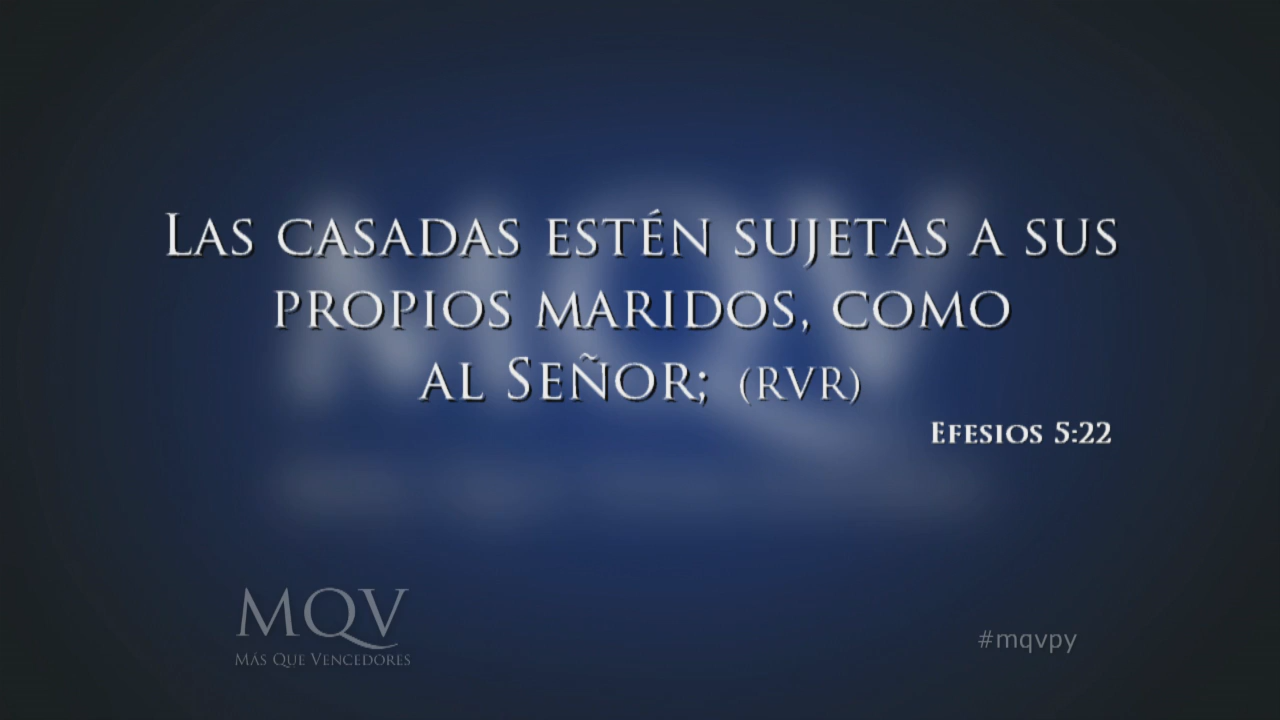 Las casadas estén sujetas a sus
propios maridos, como
al Señor; (RVR)
Efesios 5:22
MQV
Más Que Vencedores
#mqvpy